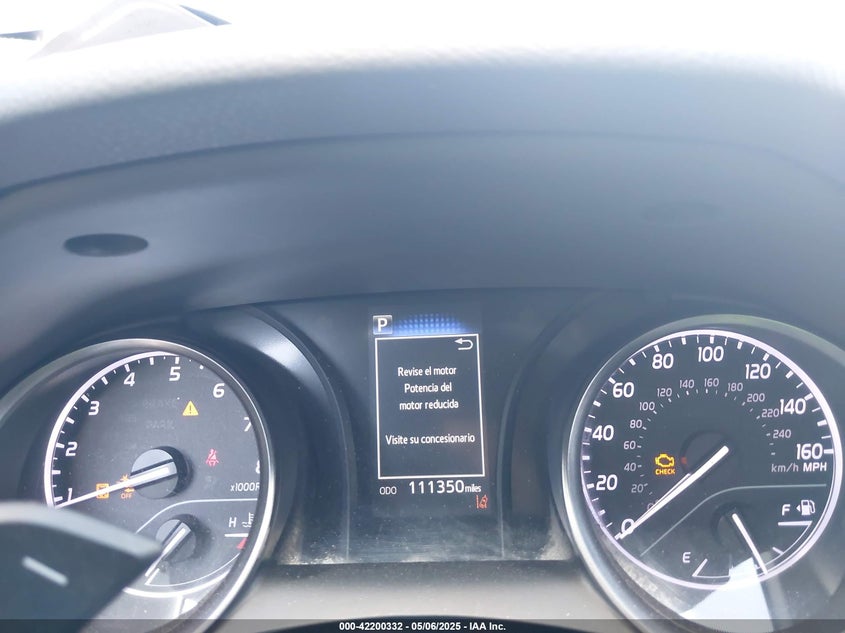 P
Revise el motor
Potencia del
motor reducida
Visite su concesionario
ODO 111350 miles
1
2
3
4
5
6
7
8
x1000R
PARK
OFF
H
0
20
40
60
80
100
120
140
160
MPH
km/h
20
40
60
80
100
120
140
160
180
200
220
240
CHECK
E
F
000-42200332 - 05/06/2025 - IAA Inc.